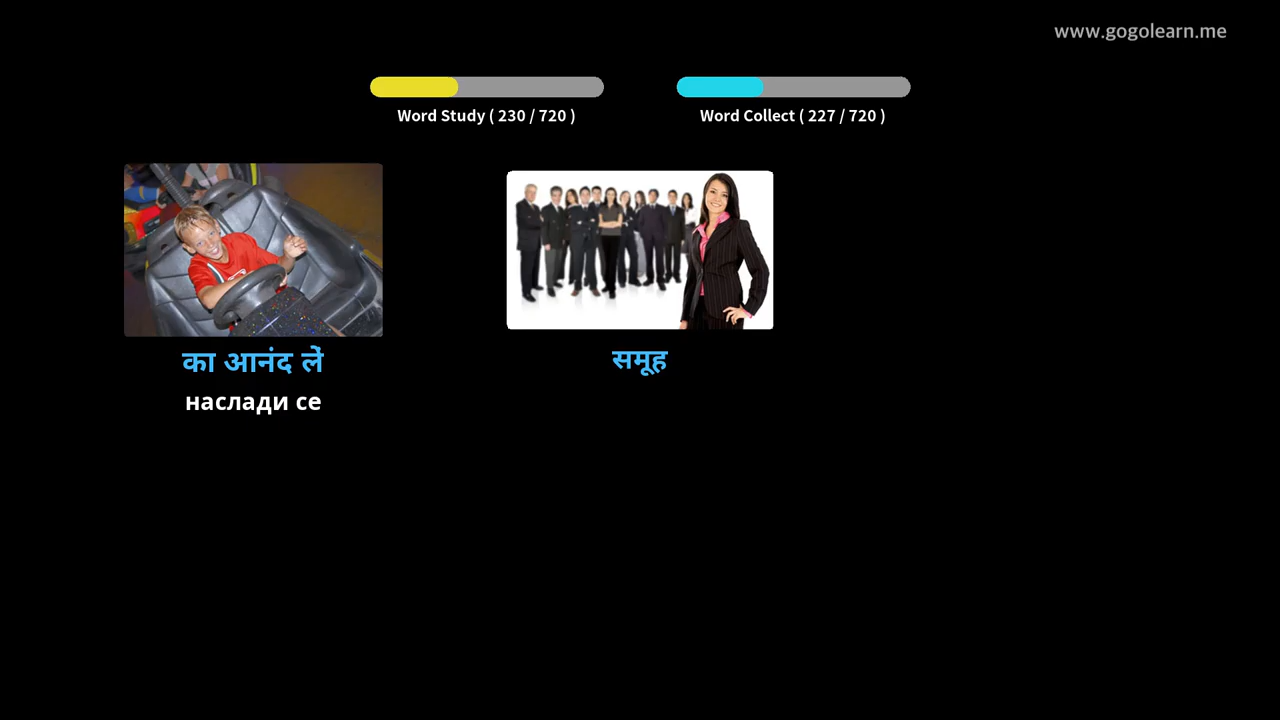 www.gogolearn.me
Word Study ( 230 / 720 )
Word Collect ( 227 / 720 )
का आनंद लें
наслади се
समूह